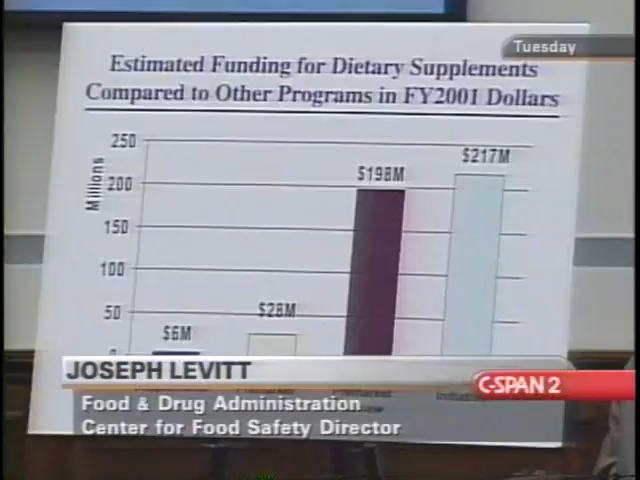 Tuesday
Estimated Funding for Dietary Supplements
Compared to Other Programs in FY2001 Dollars
Millions
250
200
150
100
50
0
$6M
$28M
$198M
$217M
JOSEPH LEVITT
C-SPAN 2
Food & Drug Administration
Center for Food Safety Director